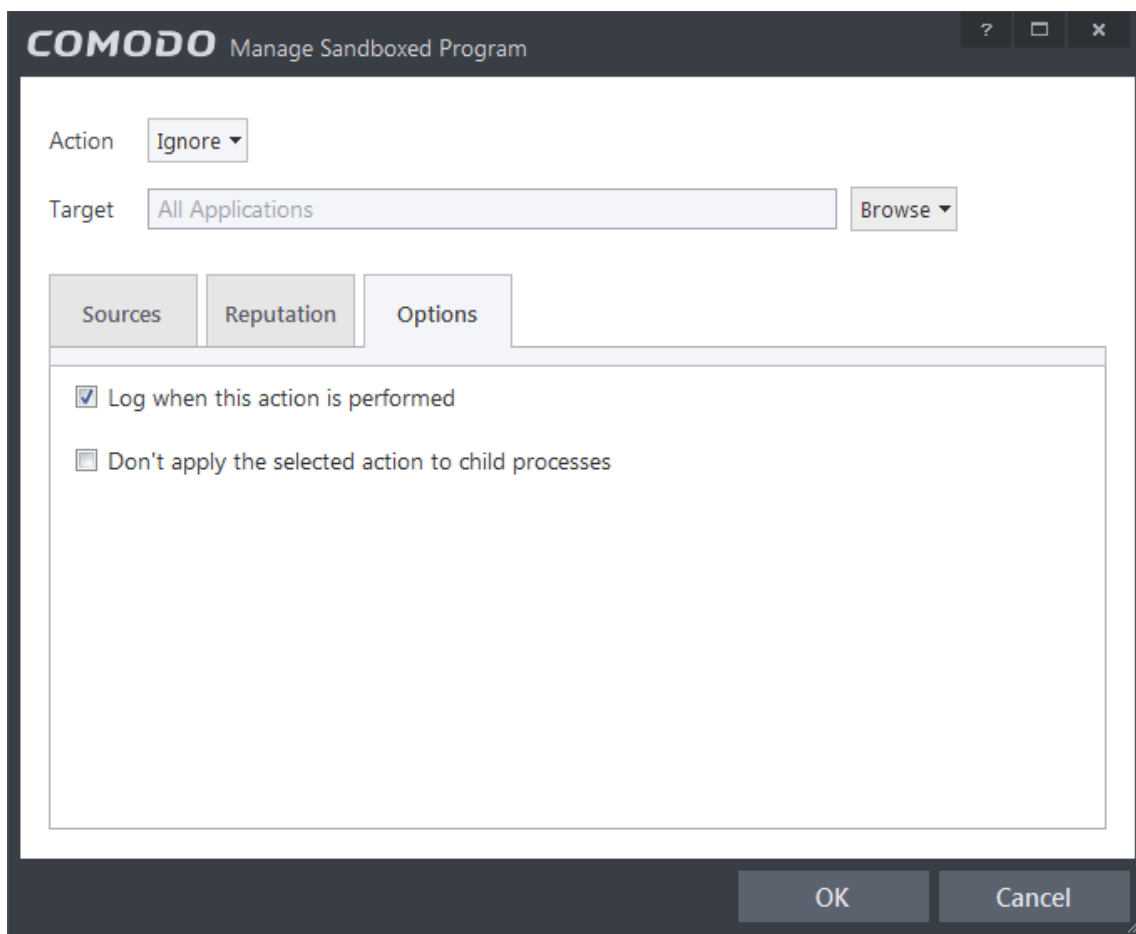 COMODO Manage Sandboxed Program ? x
Action Ignore
Target All Applications Browse
Sources Reputation Options
Log when this action is performed
Don't apply the selected action to child processes
OK Cancel